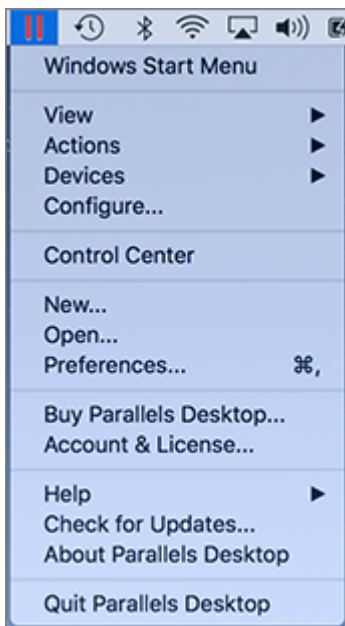 Windows Start Menu
View
Actions
Devices
Configure...
Control Center
New...
Open...
Preferences... ⌘,
Buy Parallels Desktop...
Account & License...
Help
Check for Updates...
About Parallels Desktop
Quit Parallels Desktop